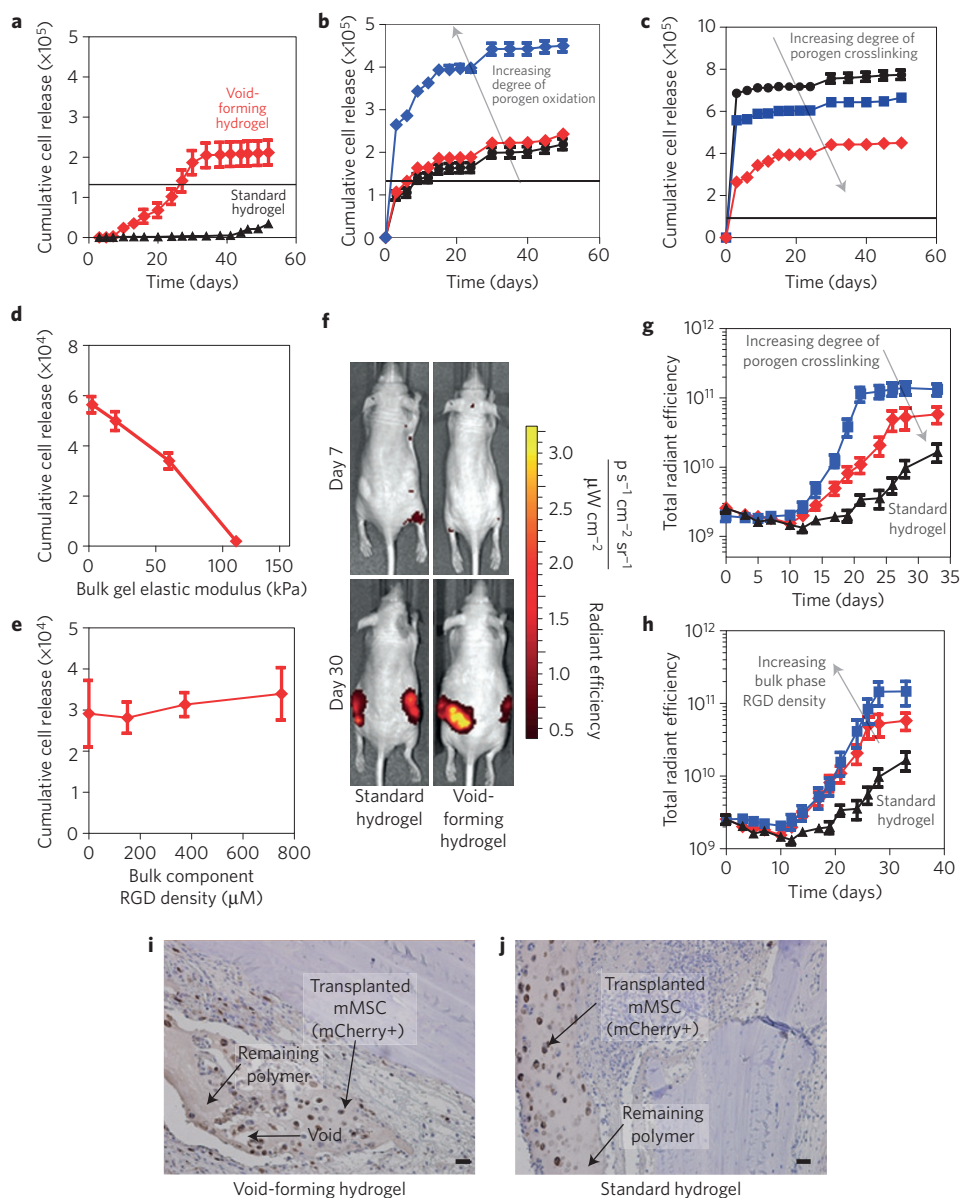 a
Cumulative cell release (×10⁵)
5
4
3
2
1
0
0
20
40
60
Time (days)
Void-
forming
hydrogel
Standard
hydrogel
b
Cumulative cell release (×10⁵)
5
4
3
2
1
0
0
20
40
60
Time (days)
Increasing
degree of
porogen oxidation
c
Cumulative cell release (×10⁵)
10
8
6
4
2
0
0
20
40
60
Time (days)
Increasing degree of
porogen crosslinking
d
Cumulative cell release (×10⁴)
8
6
4
2
0
0
50
100
150
Bulk gel elastic modulus (kPa)
e
Cumulative cell release (×10⁴)
5
4
3
2
1
0
0
200
400
600
800
Bulk component
RGD density (μM)
f
Day 7
Day 30
Standard
hydrogel
Void-
forming
hydrogel
3.0
2.5
2.0
1.5
1.0
0.5
p s⁻¹ cm⁻² sr⁻¹
μW cm⁻²
Radiant efficiency
g
Total radiant efficiency
10¹²
10¹¹
10¹⁰
10⁹
0
5
10
15
20
25
30
35
Time (days)
Increasing degree of
porogen crosslinking
Standard
hydrogel
h
Total radiant efficiency
10¹²
10¹¹
10¹⁰
10⁹
0
10
20
30
40
Time (days)
Increasing
bulk phase
RGD density
Standard
hydrogel
i
Transplanted
mMSC
(mCherry+)
Remaining
polymer
Void
Void-forming hydrogel
j
Transplanted
mMSC
(mCherry+)
Remaining
polymer
Standard hydrogel